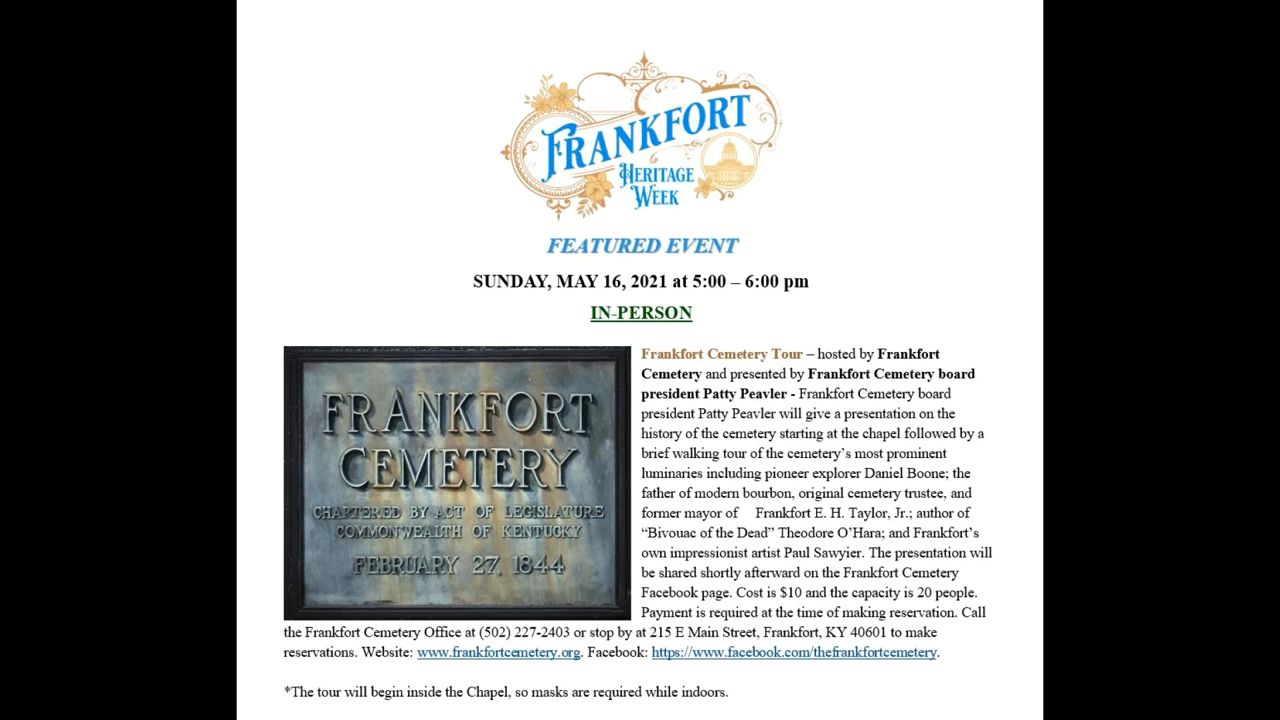 FRANKFORT
HERITAGE
WEEK
FEATURED EVENT
SUNDAY, MAY 16, 2021 at 5:00 – 6:00 pm
IN-PERSON
FRANKFORT
CEMETERY
CHARTERED BY ACT OF LEGISLATURE
COMMONWEALTH OF KENTUCKY
FEBRUARY 27, 1844
Frankfort Cemetery Tour – hosted by Frankfort
Cemetery and presented by Frankfort Cemetery board
president Patty Peavler - Frankfort Cemetery board
president Patty Peavler will give a presentation on the
history of the cemetery starting at the chapel followed by a
brief walking tour of the cemetery’s most prominent
luminaries including pioneer explorer Daniel Boone; the
father of modern bourbon, original cemetery trustee, and
former mayor of Frankfort E. H. Taylor, Jr.; author of
“Bivouac of the Dead” Theodore O’Hara; and Frankfort’s
own impressionist artist Paul Sawyier. The presentation will
be shared shortly afterward on the Frankfort Cemetery
Facebook page. Cost is $10 and the capacity is 20 people.
Payment is required at the time of making reservation. Call
the Frankfort Cemetery Office at (502) 227-2403 or stop by at 215 E Main Street, Frankfort, KY 40601 to make
reservations. Website: www.frankfortcemetery.org. Facebook: https://www.facebook.com/thefrankfortcemetery.
*The tour will begin inside the Chapel, so masks are required while indoors.